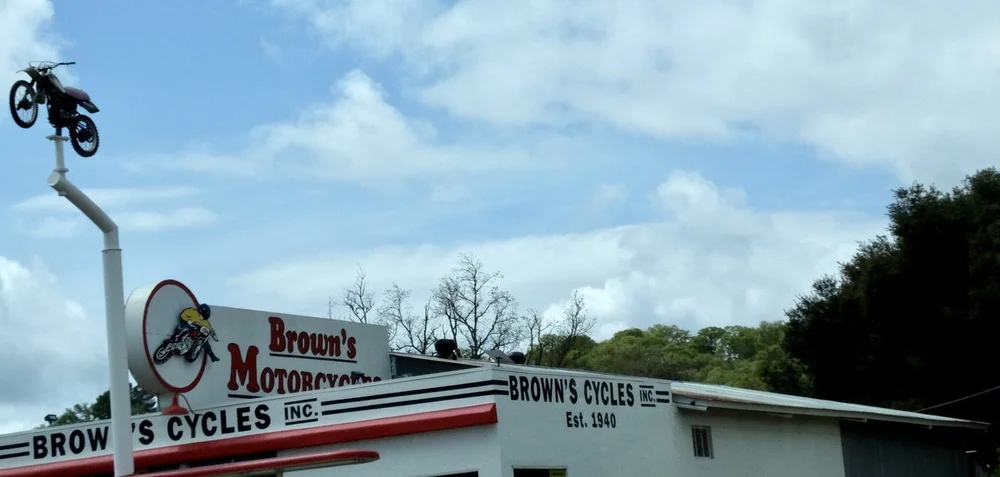 Brown's
MOTORCYCLES
BROWN'S CYCLES INC.
BROWN'S CYCLES INC.
Est. 1940